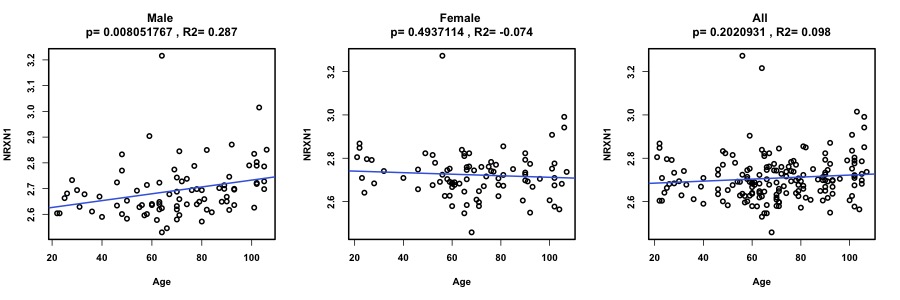 Male
p= 0.008051767 , R2= 0.287
NRXN1
3.2
3.1
3.0
2.9
2.8
2.7
2.6
20 40 60 80 100
Age
Female
p= 0.4937114 , R2= -0.074
NRXN1
3.2
3.0
2.8
2.6
20 40 60 80 100
Age
All
p= 0.2020931 , R2= 0.098
NRXN1
3.2
3.0
2.8
2.6
20 40 60 80 100
Age